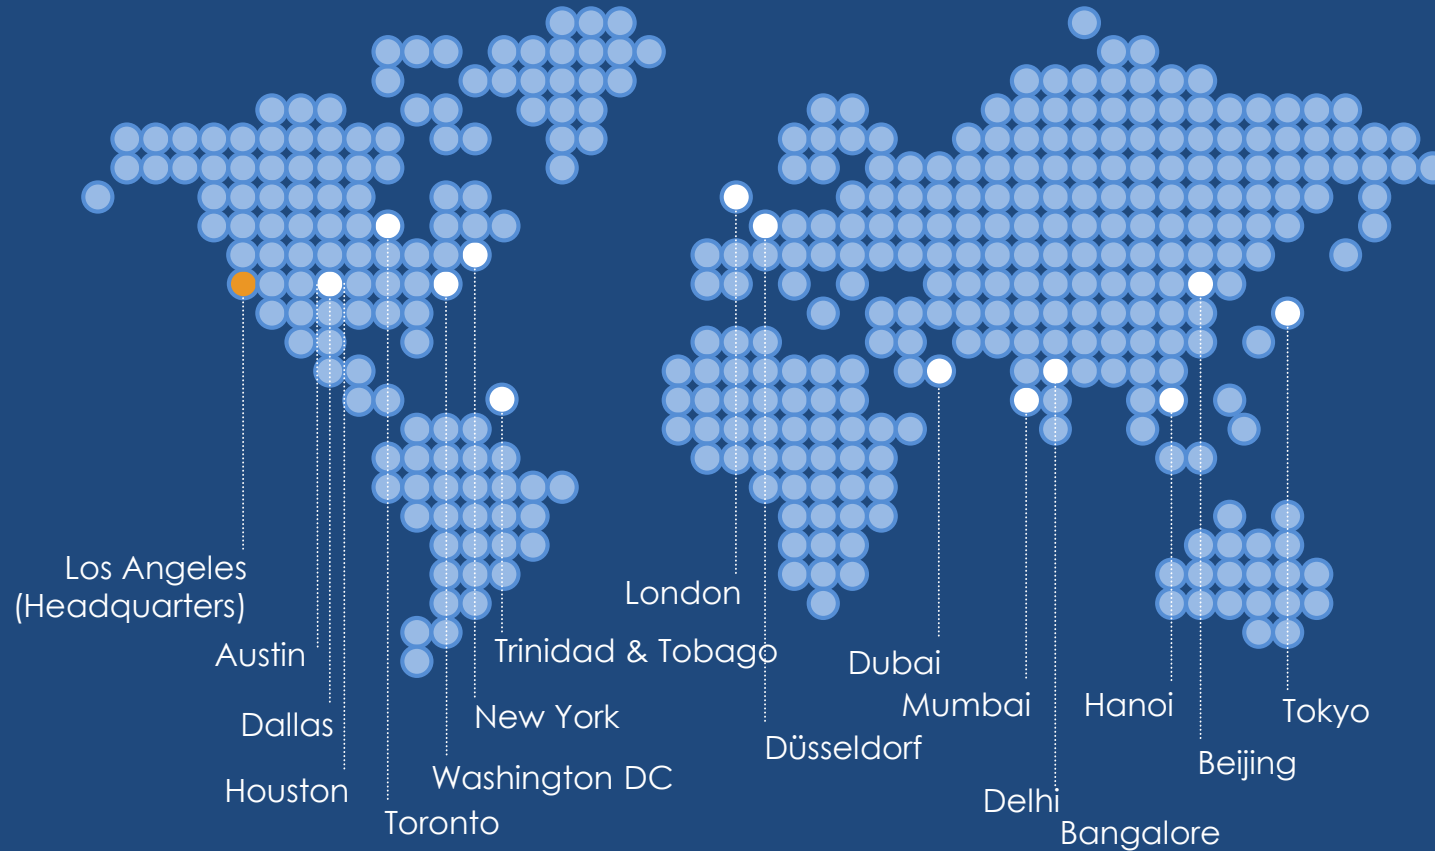 Los Angeles
(Headquarters)
Austin
Dallas
Houston
Toronto
Washington DC
New York
Trinidad & Tobago
London
Düsseldorf
Dubai
Mumbai
Delhi
Bangalore
Hanoi
Beijing
Tokyo